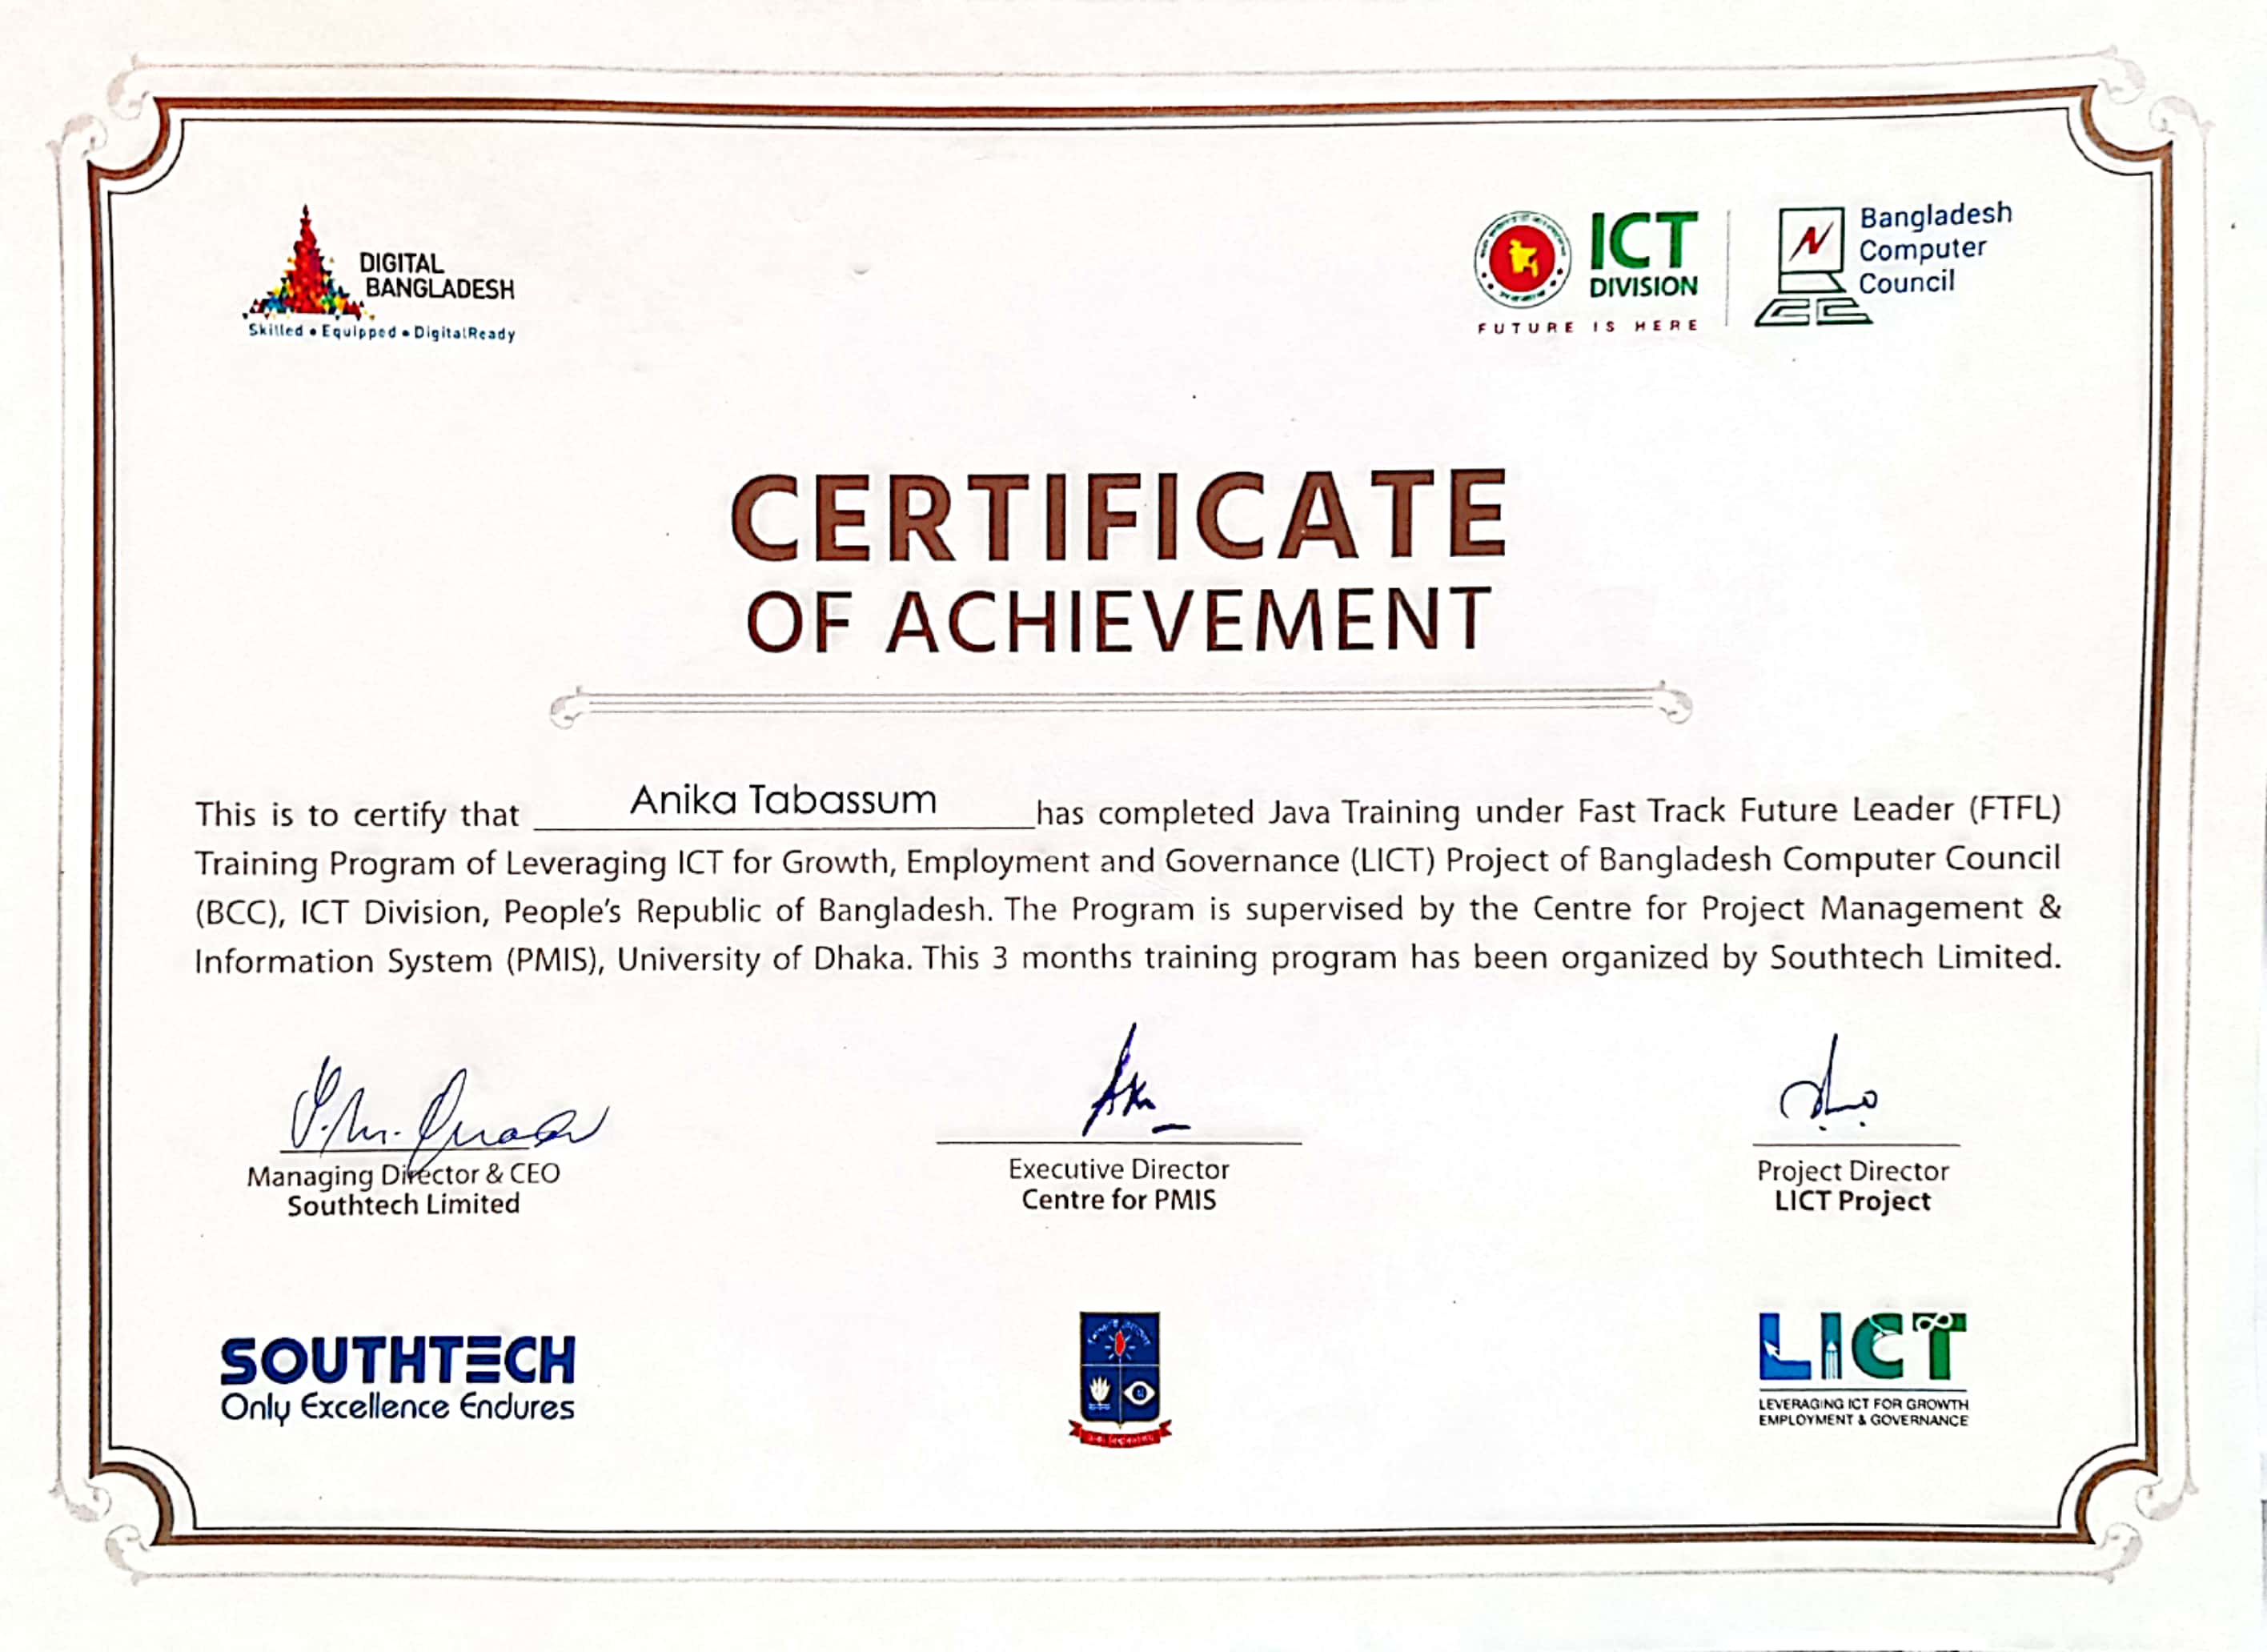 DIGITAL
BANGLADESH
Skilled • Equipped • DigitalReady
ICT
DIVISION
FUTURE IS HERE
Bangladesh
Computer
Council
CERTIFICATE
OF ACHIEVEMENT
This is to certify that Anika Tabassum has completed Java Training under Fast Track Future Leader (FTFL)
Training Program of Leveraging ICT for Growth, Employment and Governance (LICT) Project of Bangladesh Computer Council
(BCC), ICT Division, People's Republic of Bangladesh. The Program is supervised by the Centre for Project Management &
Information System (PMIS), University of Dhaka. This 3 months training program has been organized by Southtech Limited.
Managing Director & CEO
Southtech Limited
Executive Director
Centre for PMIS
Project Director
LICT Project
SOUTHTECH
Only Excellence Endures
LICT
LEVERAGING ICT FOR GROWTH
EMPLOYMENT & GOVERNANCE